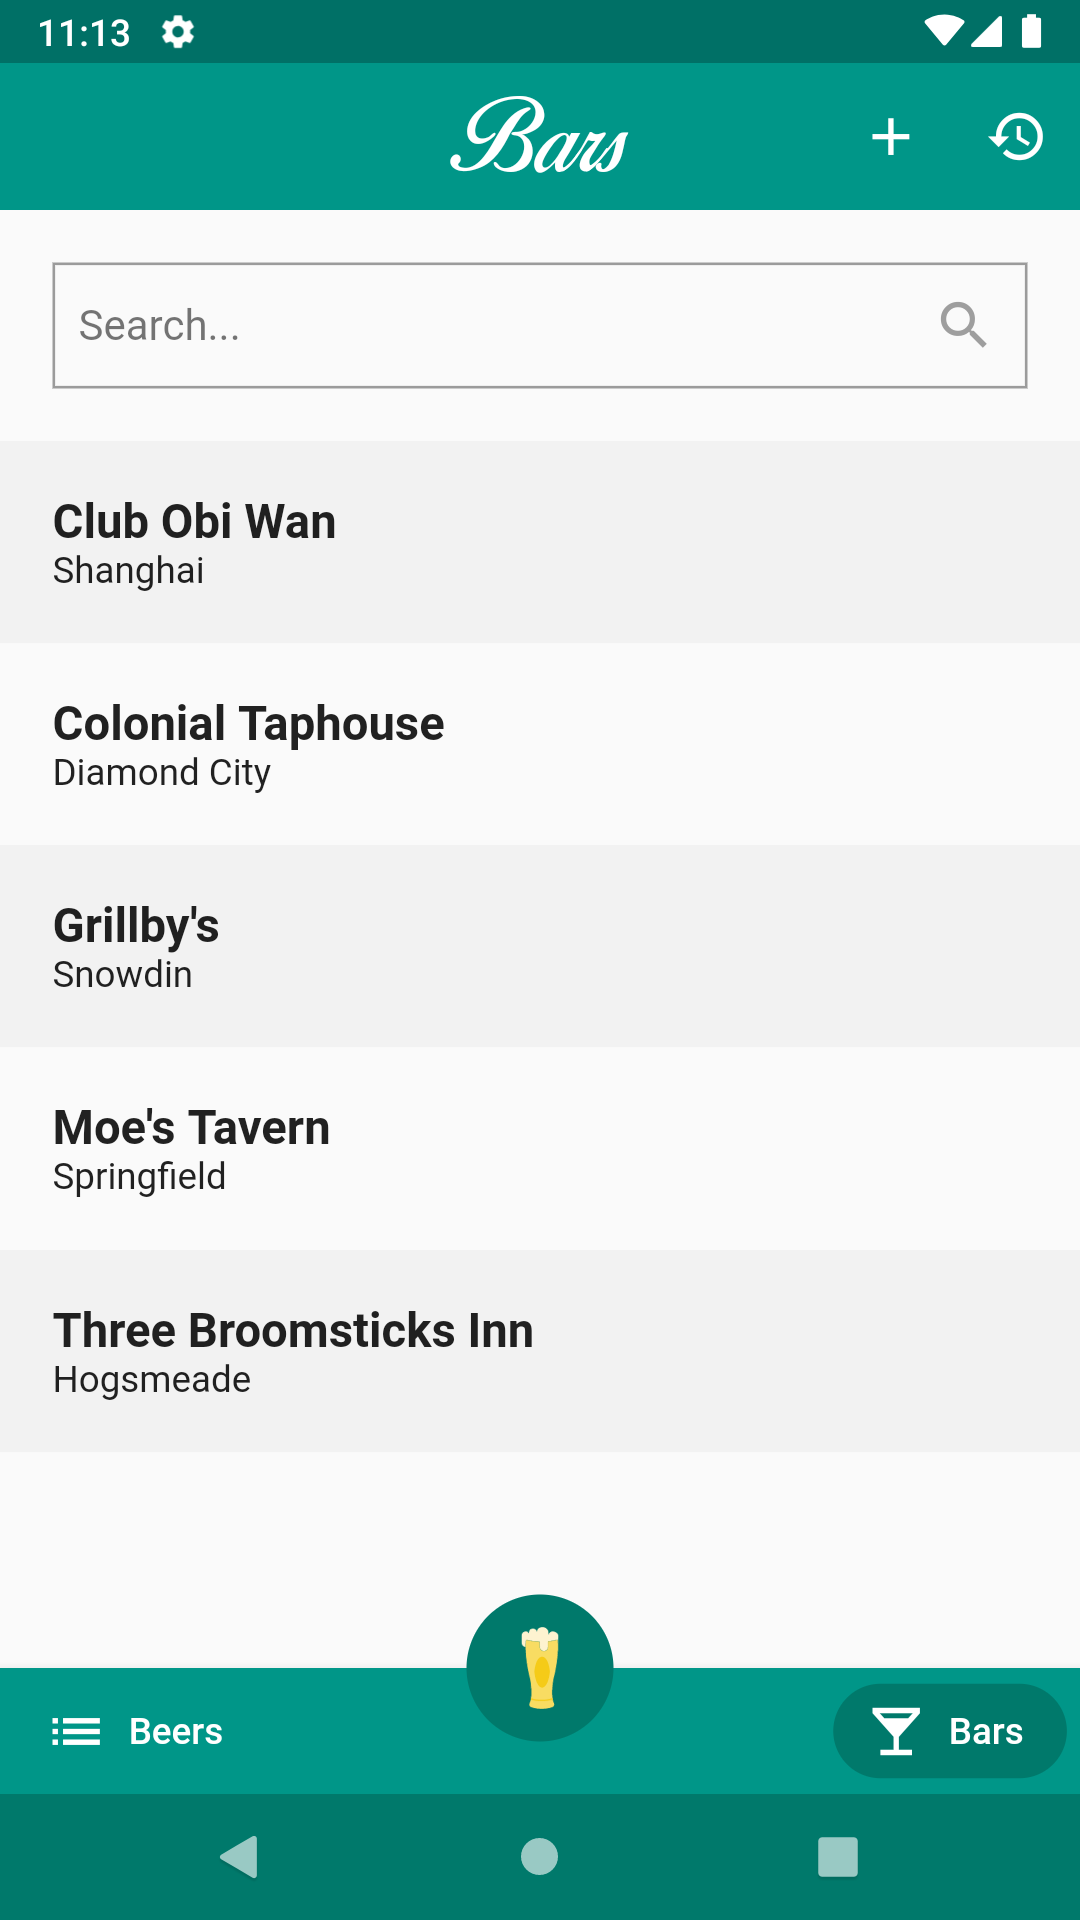 11:13
Bars
Search...
Club Obi Wan
Shanghai
Colonial Taphouse
Diamond City
Grillby's
Snowdin
Moe's Tavern
Springfield
Three Broomsticks Inn
Hogsmeade
Beers
Bars